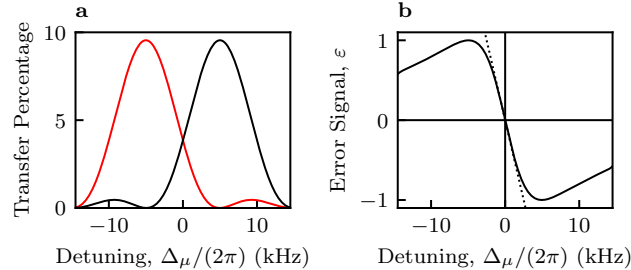 a
Transfer Percentage
10
5
0
−10
0
10
Detuning, Δμ/(2π) (kHz)
b
Error Signal, ε
1
0
−1
−10
0
10
Detuning, Δμ/(2π) (kHz)